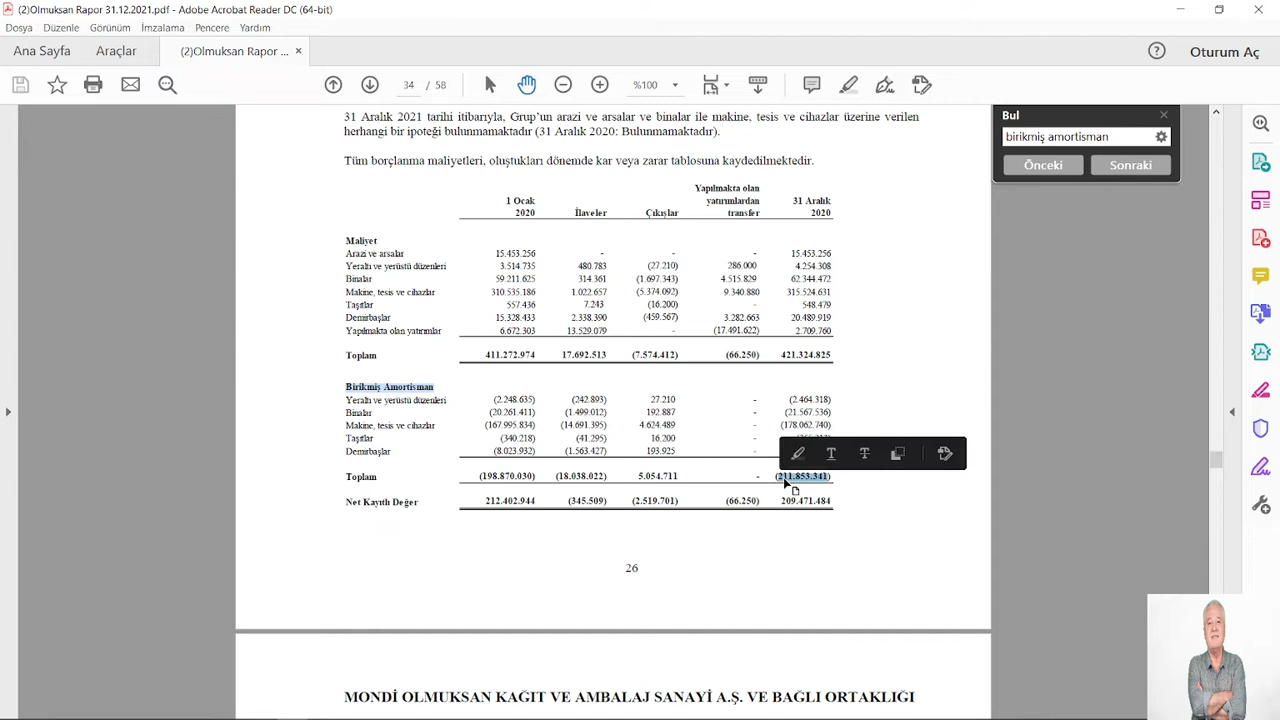 (2)Olmuksan Rapor 31.12.2021.pdf - Adobe Acrobat Reader DC (64-bit)
Dosya Düzenle Görünüm İmzalama Pencere Yardım
Ana Sayfa Araçlar (2)Olmuksan Rapor ... × Oturum Aç
34 / 58 %100
31 Aralık 2021 tarihi itibarıyla, Grup'un arazi ve arsalar ve binalar ile makine, tesis ve cihazlar üzerine verilen
herhangi bir ipoteği bulunmamaktadır (31 Aralık 2020: Bulunmamaktadır).
Tüm borçlanma maliyetleri, oluştukları dönemde kar veya zarar tablosuna kaydedilmektedir.
Bul
birikmiş amortisman
Önceki Sonraki
Yapılmakta olan
1 Ocak yatırımlardan 31 Aralık
2020 İlaveler Çıkışlar transfer 2020
Maliyet
Arazi ve arsalar 15.453.256 - - - 15.453.256
Yeraltı ve yerüstü düzenleri 3.514.735 480.783 (27.210) 286.000 4.254.308
Binalar 59.211.625 314.361 (1.697.343) 4.515.829 62.344.472
Makine, tesis ve cihazlar 310.535.186 1.022.657 (5.374.092) 9.340.880 315.524.631
Taşıtlar 557.436 7.243 (16.200) - 548.479
Demirbaşlar 15.328.433 2.338.390 (459.567) 3.282.663 20.489.919
Yapılmakta olan yatırımlar 6.672.303 13.529.079 - (17.491.622) 2.709.760
Toplam 411.272.974 17.692.513 (7.574.412) (66.250) 421.324.825
Birikmiş Amortisman
Yeraltı ve yerüstü düzenleri (2.248.635) (242.893) 27.210 - (2.464.318)
Binalar (20.261.411) (1.499.012) 192.887 - (21.567.536)
Makine, tesis ve cihazlar (167.995.834) (14.691.395) 4.624.489 - (178.062.740)
Taşıtlar (340.218) (41.295) 16.200 -
Demirbaşlar (8.023.932) (1.563.427) 193.925 -
Toplam (198.870.030) (18.038.022) 5.054.711 - (211.853.341)
Net Kayıtlı Değer 212.402.944 (345.509) (2.519.701) (66.250) 209.471.484
26
MONDİ OLMUKSAN KAĞIT VE AMBALAJ SANAYİ A.Ş. VE BAĞLI ORTAKLIĞI